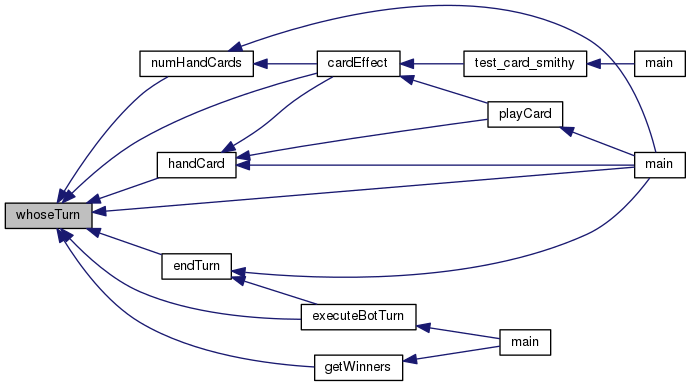 numHandCards
cardEffect
test_card_smithy
main
playCard
handCard
main
whoseTurn
endTurn
executeBotTurn
main
getWinners